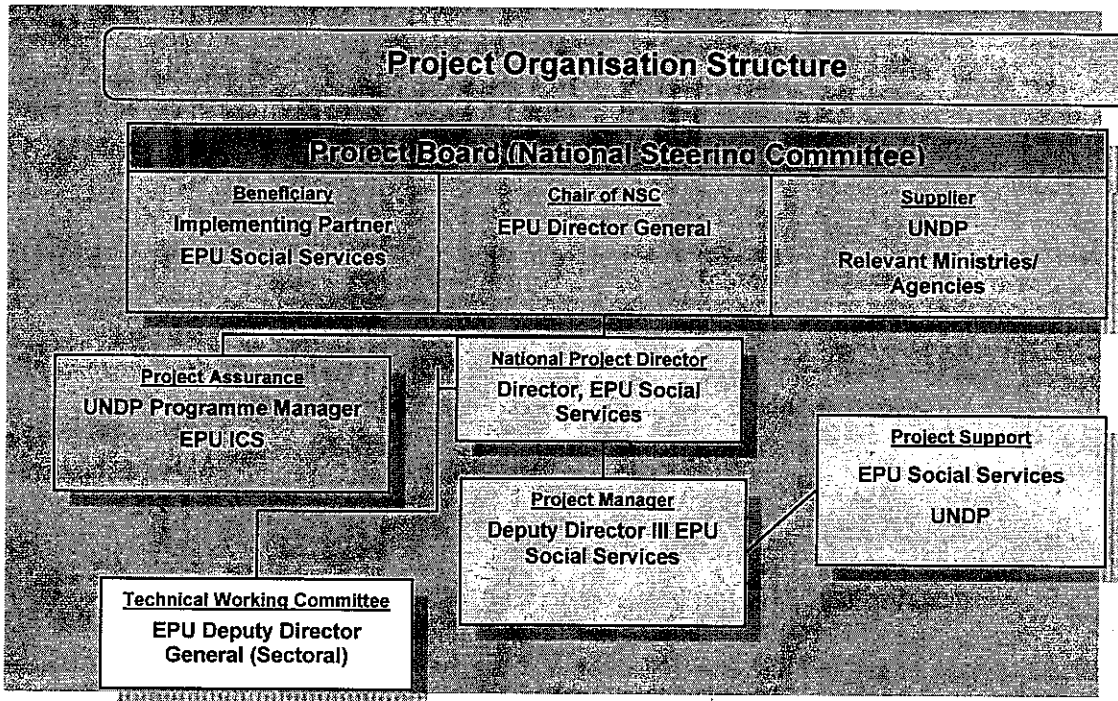 Project Organisation Structure
Project Board (National Steering Committee)
Beneficiary
Implementing Partner
EPU Social Services
Chair of NSC
EPU Director General
Supplier
UNDP
Relevant Ministries/
Agencies
Project Assurance
UNDP Programme Manager
EPU ICS
National Project Director
Director, EPU Social
Services
Project Support
EPU Social Services
UNDP
Project Manager
Deputy Director III EPU
Social Services
Technical Working Committee
EPU Deputy Director
General (Sectoral)